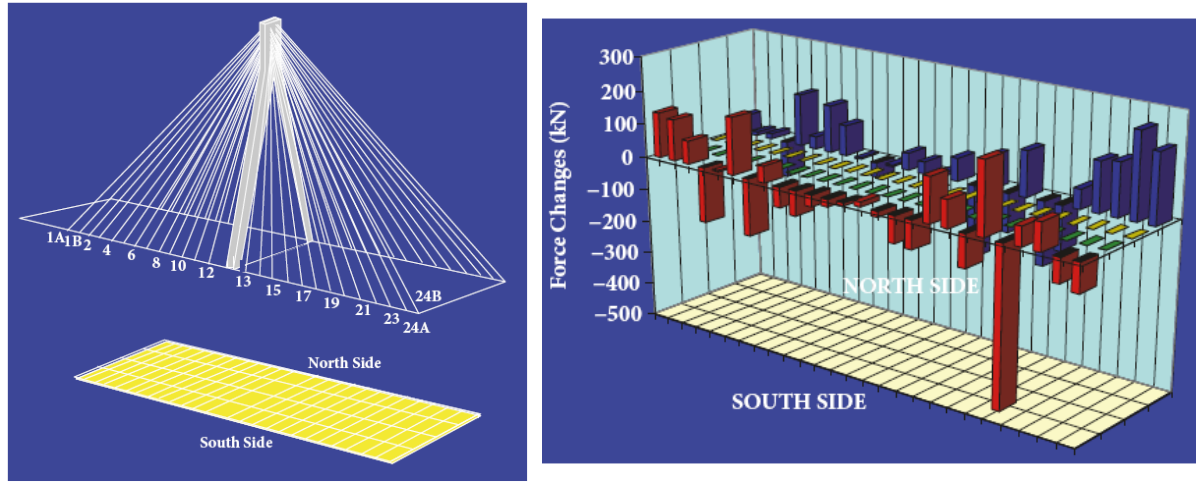 1A
1B
2
4
6
8
10
12
13
15
17
19
21
23
24A
24B
North Side
South Side
Force Changes (kN)
300
200
100
0
−100
−200
−300
−400
−500
NORTH SIDE
SOUTH SIDE